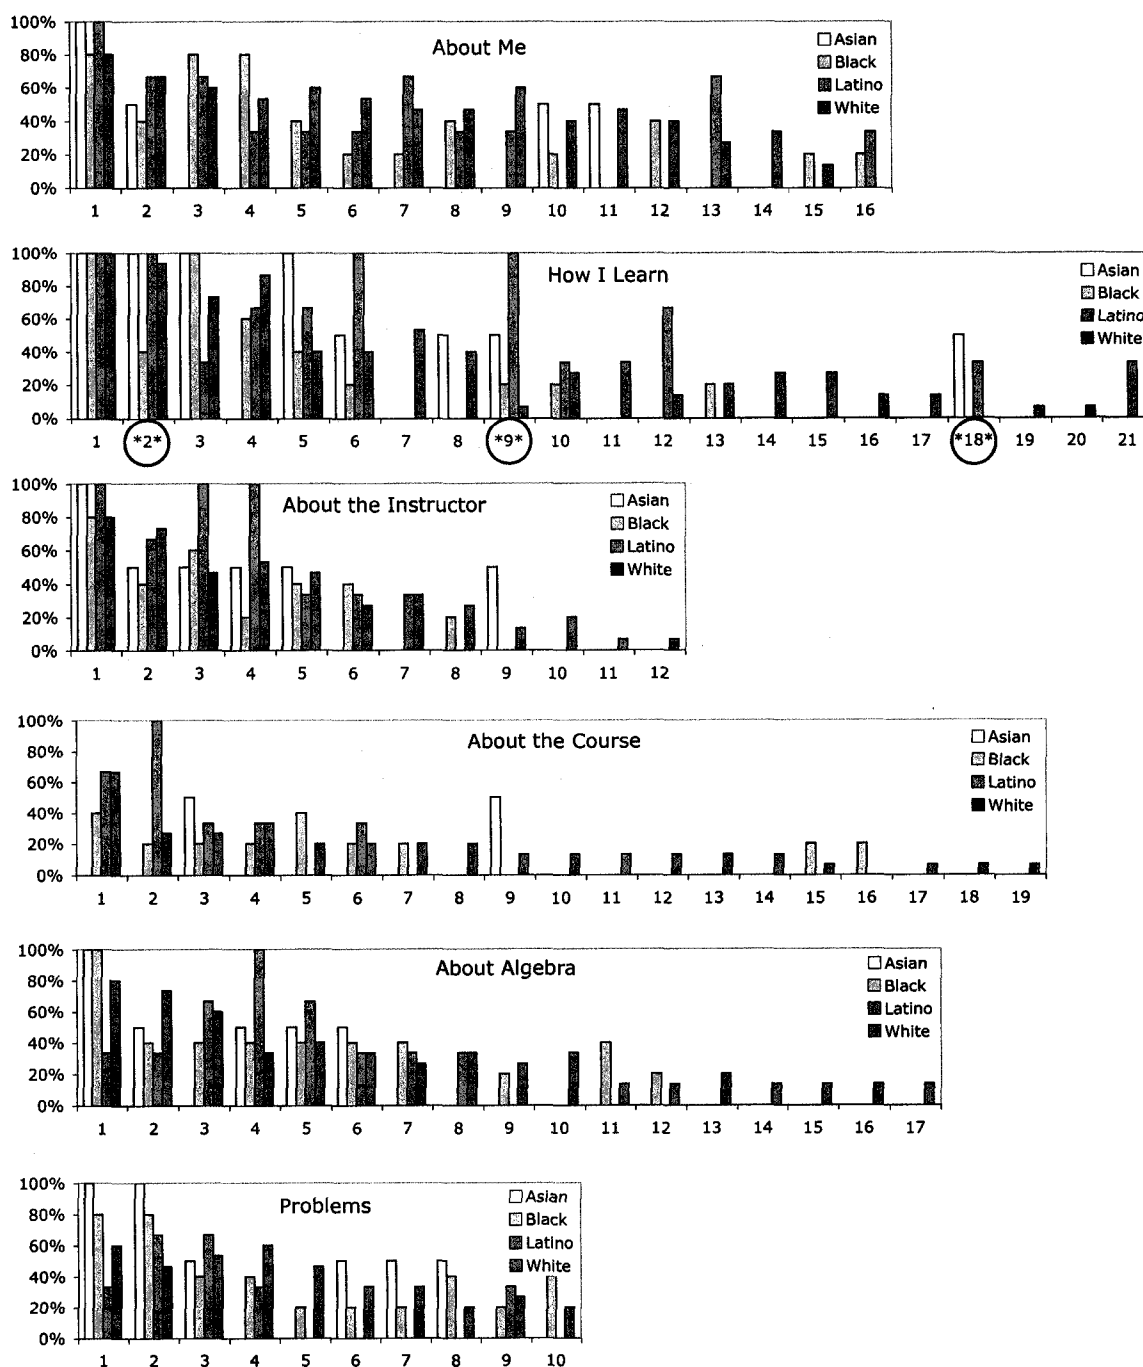 100%
About Me
Asian
80%
Black
60%
Latino
40%
White
20%
0%
1 2 3 4 5 6 7 8 9 10 11 12 13 14 15 16
100%
How I Learn
Asian
80%
Black
60%
Latino
40%
White
20%
0%
1 *2* 3 4 5 6 7 8 *9* 10 11 12 13 14 15 16 17 *18* 19 20 21
100%
About the Instructor
Asian
80%
Black
60%
Latino
40%
White
20%
0%
1 2 3 4 5 6 7 8 9 10 11 12
100%
About the Course
Asian
80%
Black
60%
Latino
40%
White
20%
0%
1 2 3 4 5 6 7 8 9 10 11 12 13 14 15 16 17 18 19
100%
About Algebra
Asian
80%
Black
60%
Latino
40%
White
20%
0%
1 2 3 4 5 6 7 8 9 10 11 12 13 14 15 16 17
100%
Problems
Asian
80%
Black
60%
Latino
40%
White
20%
0%
1 2 3 4 5 6 7 8 9 10